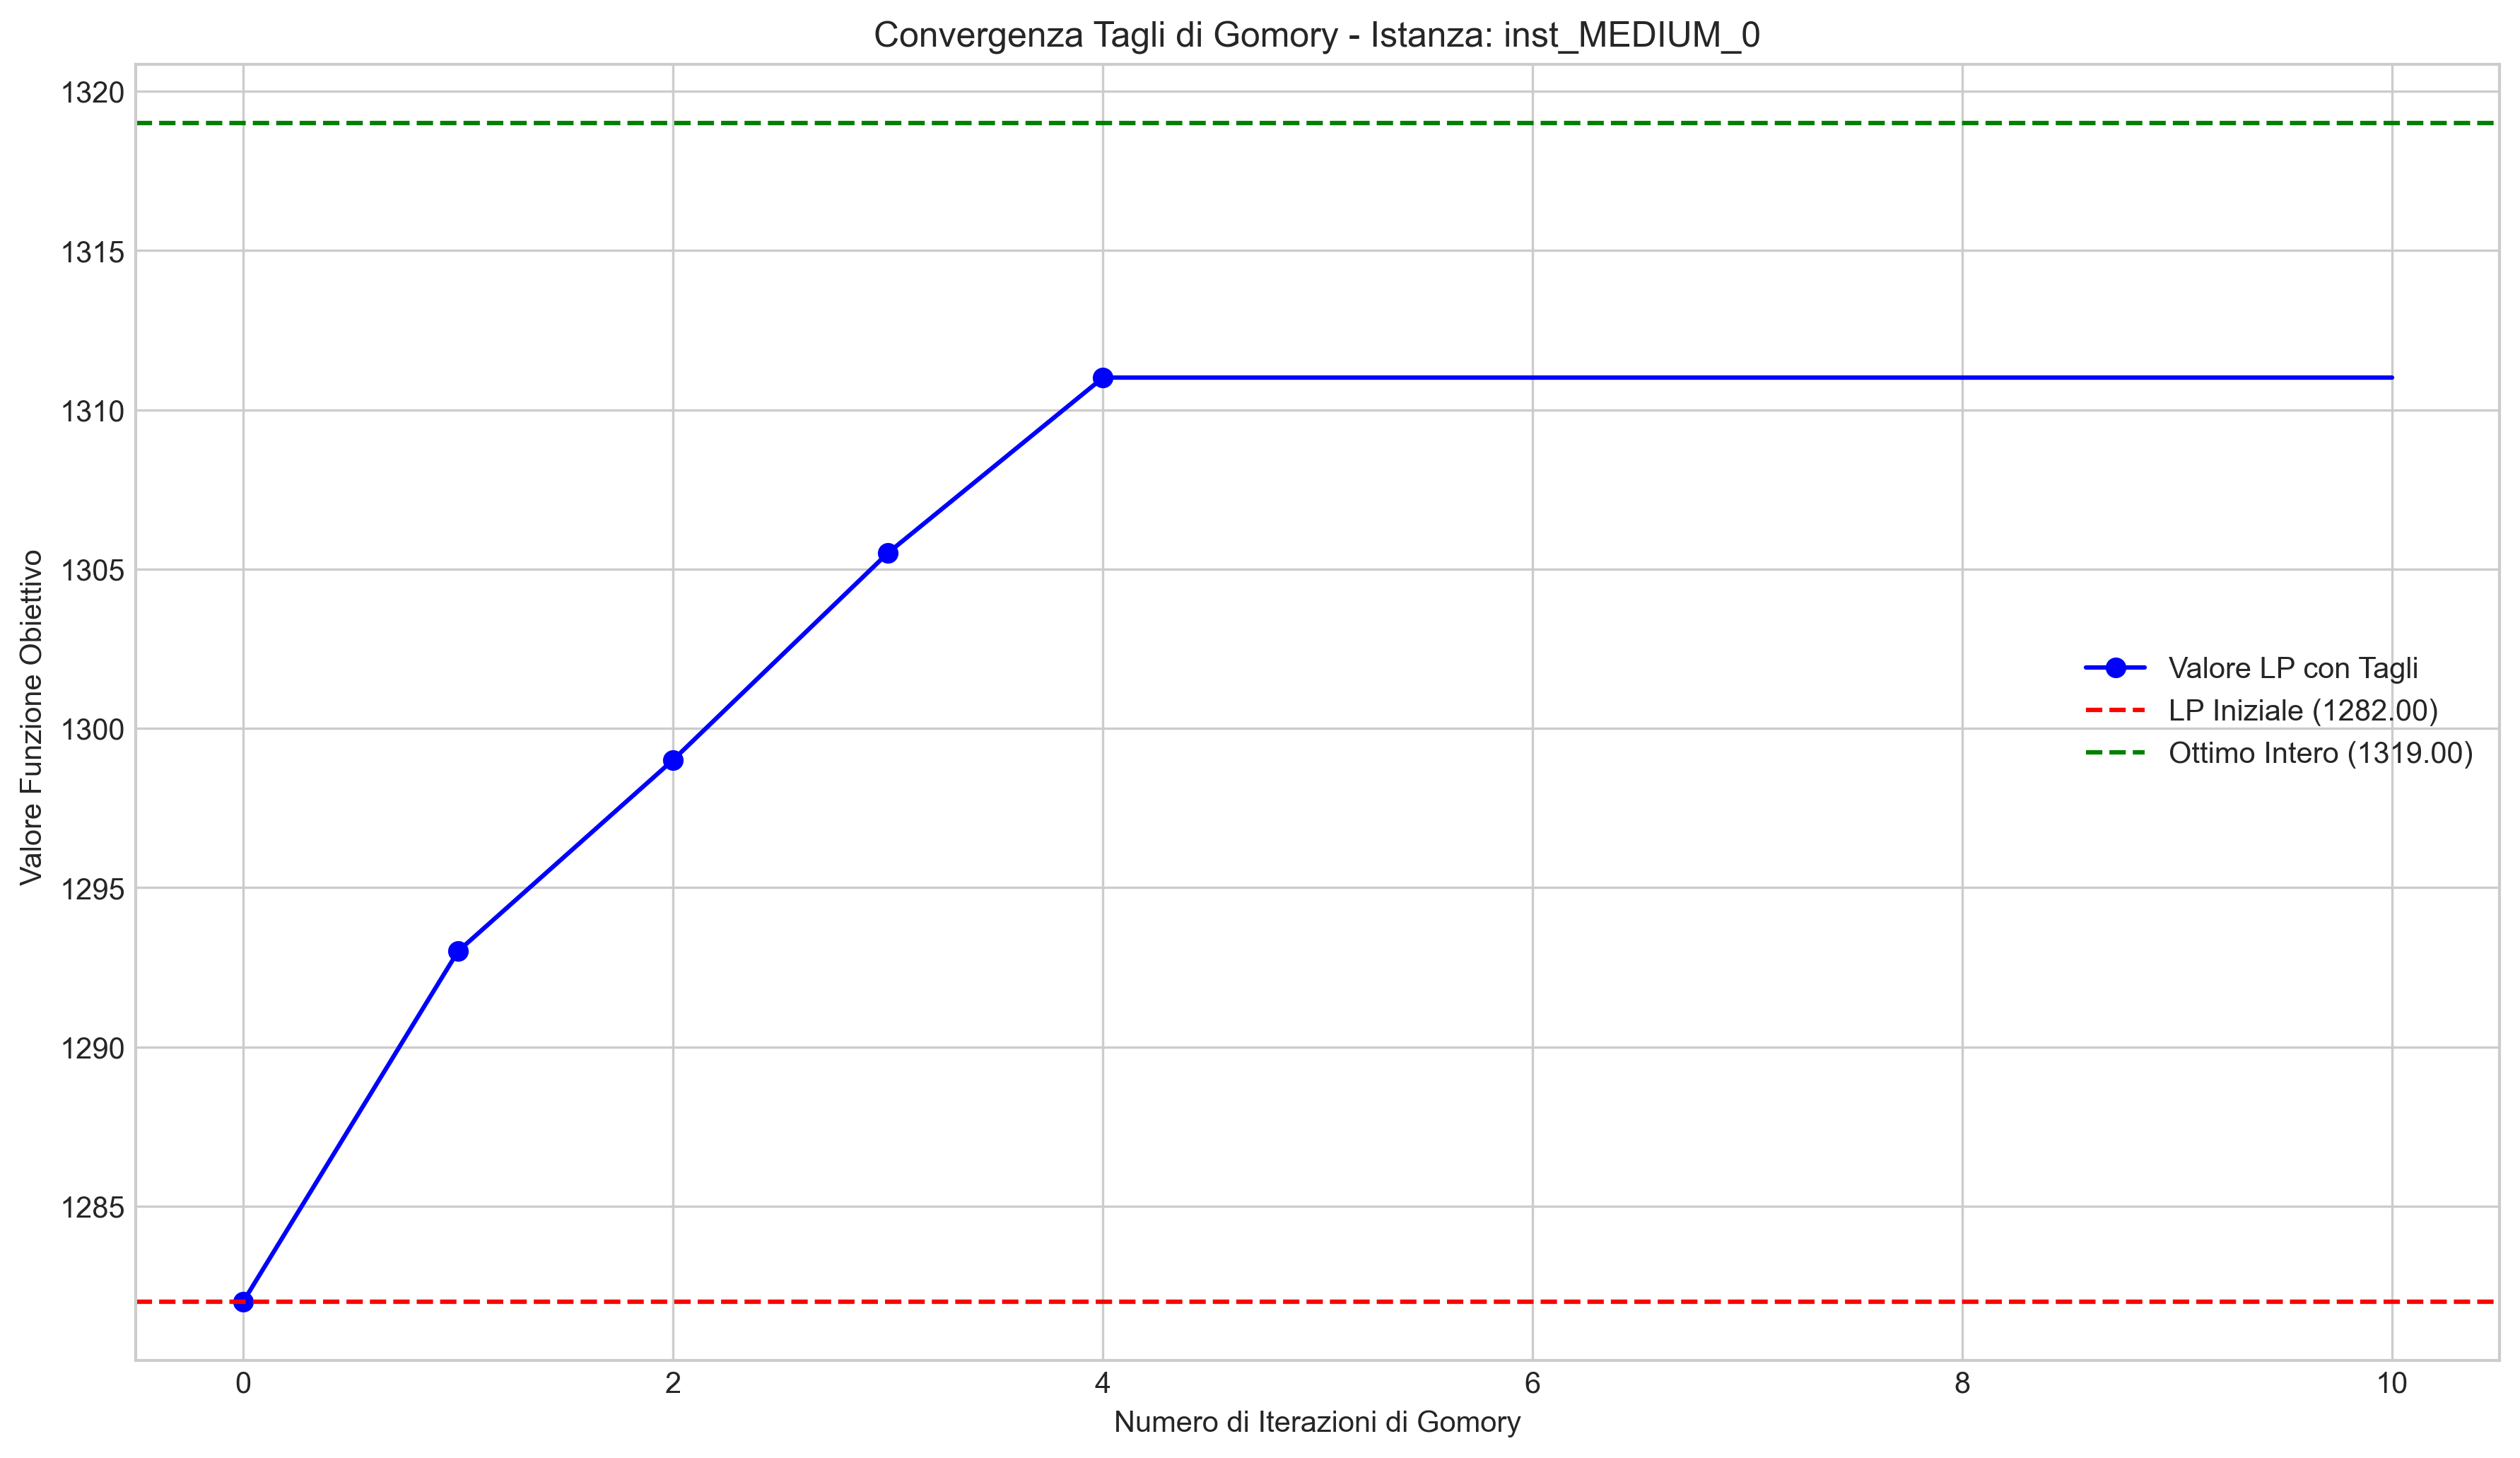 Convergenza Tagli di Gomory - Istanza: inst_MEDIUM_0
Valore Funzione Obiettivo
1320
1315
1310
1305
1300
1295
1290
1285
Valore LP con Tagli
LP Iniziale (1282.00)
Ottimo Intero (1319.00)
0 2 4 6 8 10
Numero di Iterazioni di Gomory